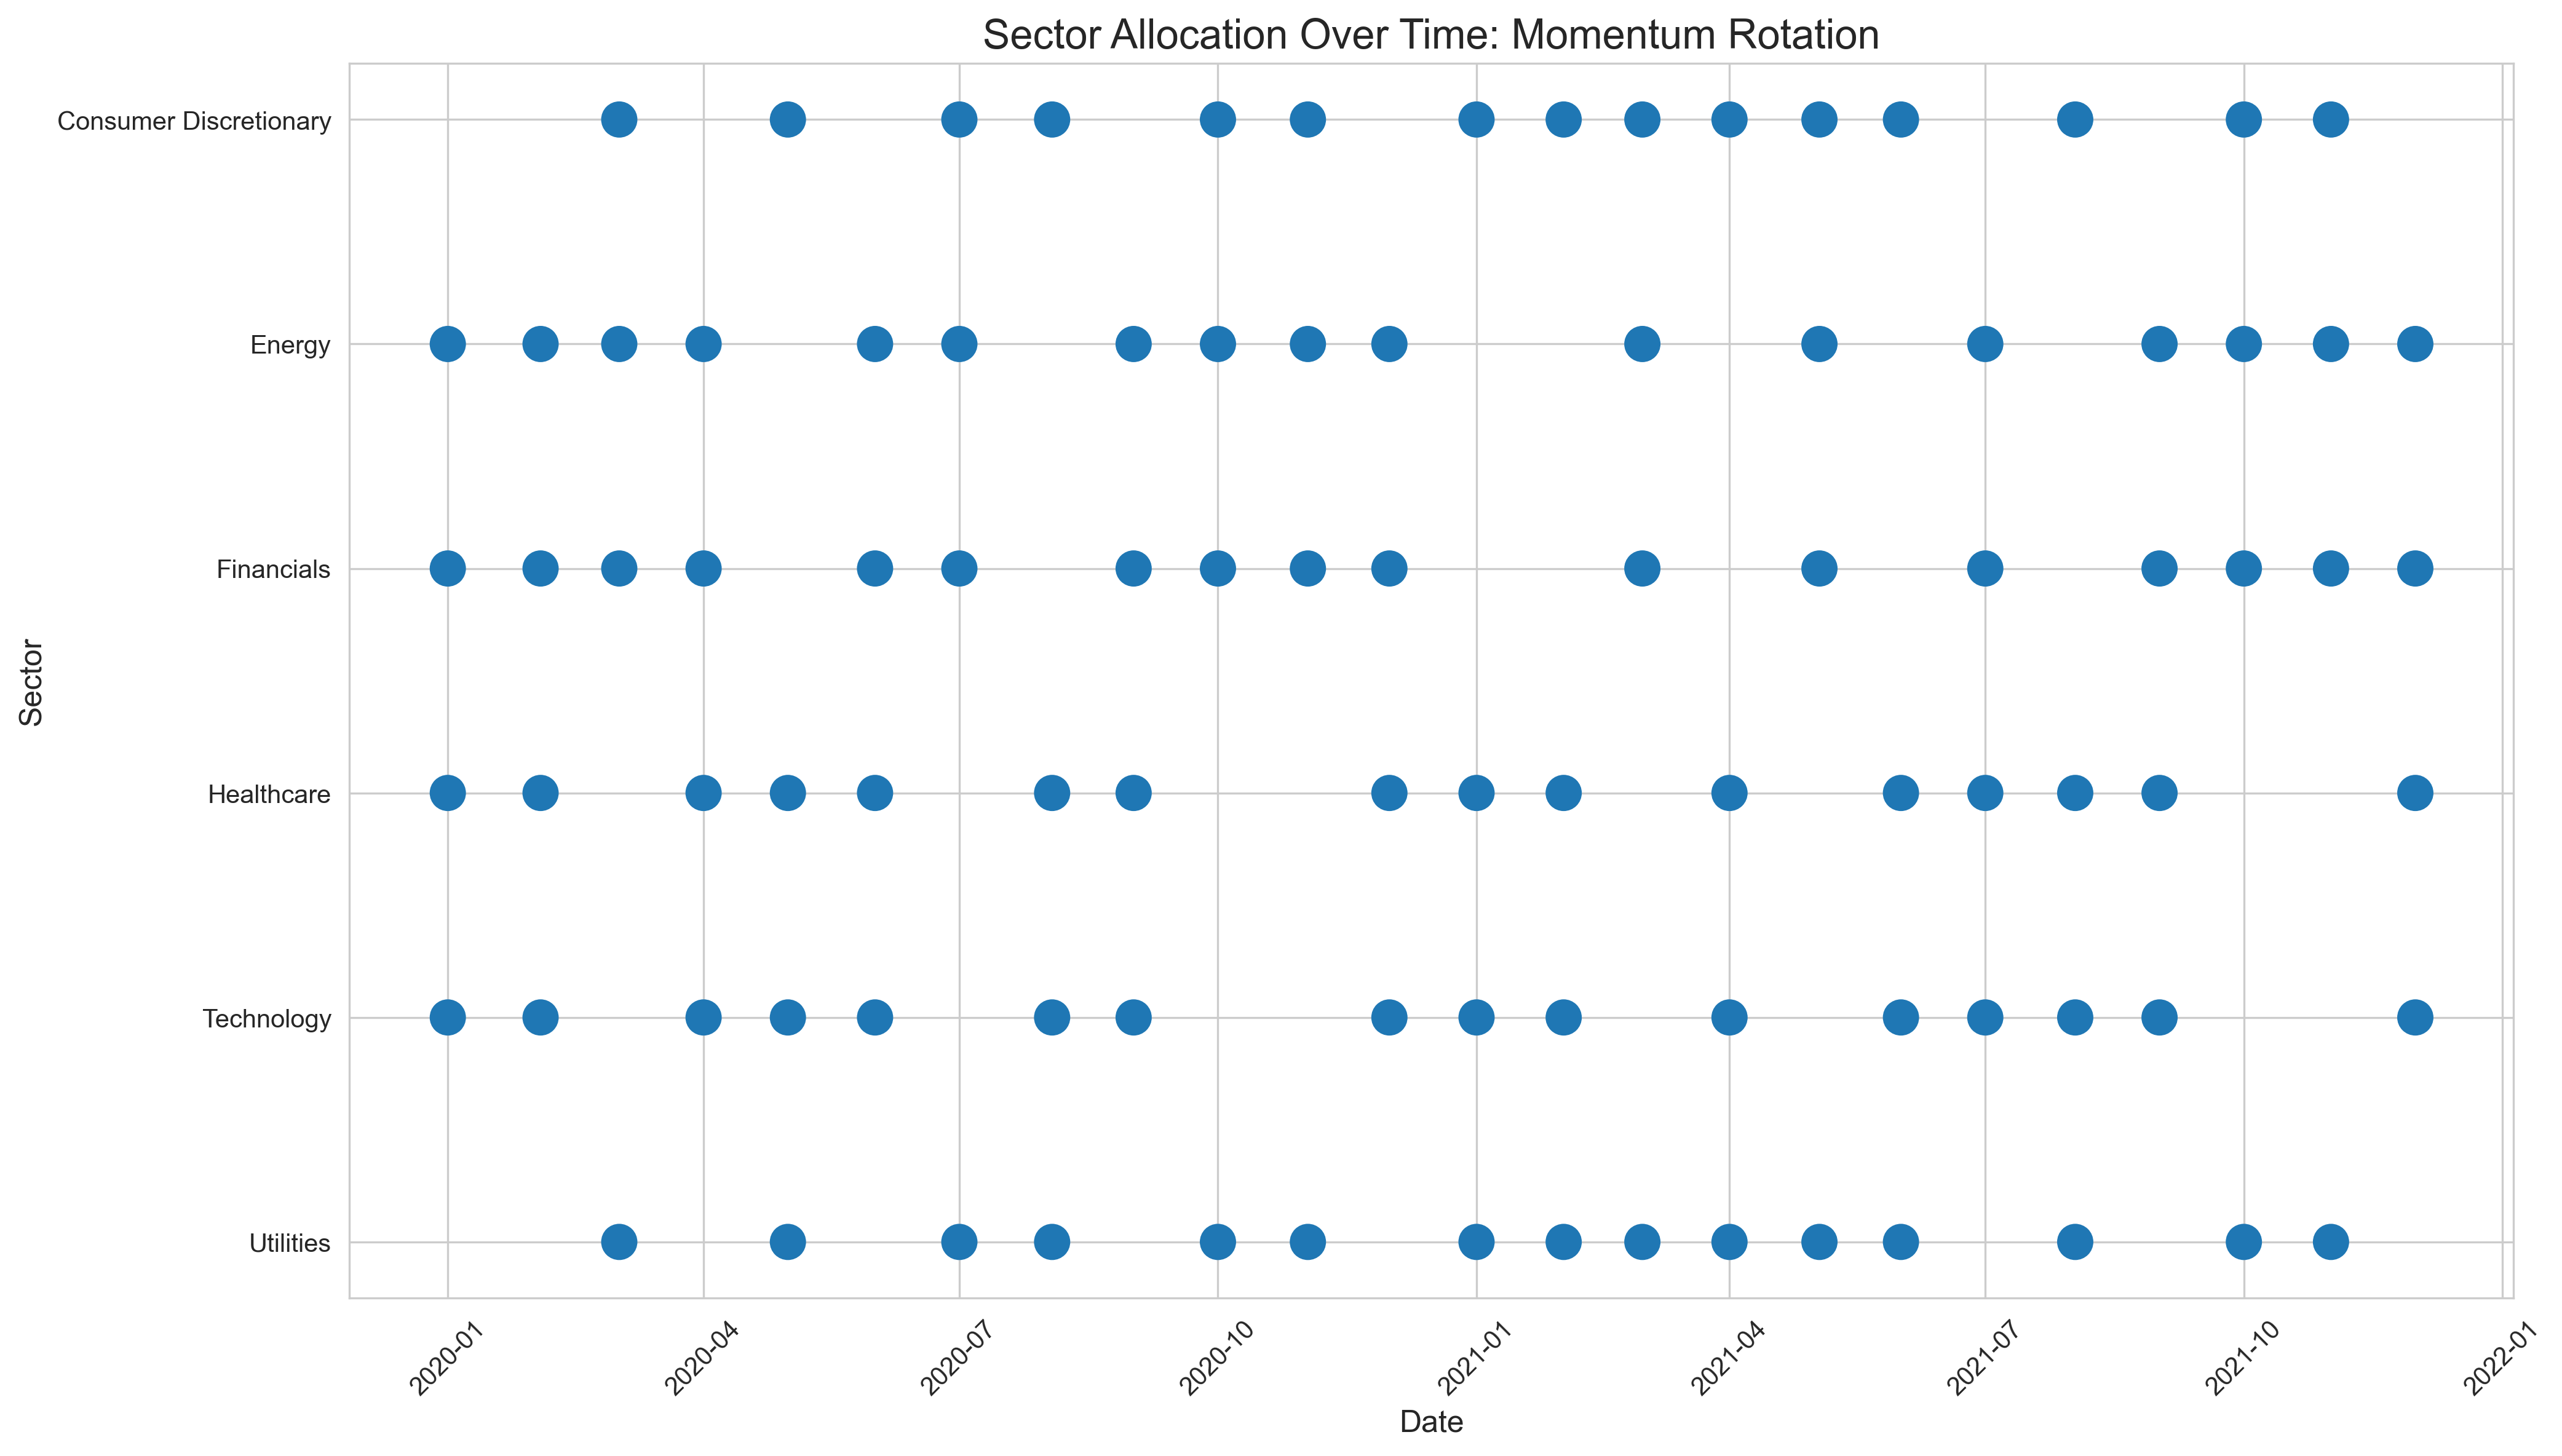 Sector Allocation Over Time: Momentum Rotation
Consumer Discretionary
Energy
Financials
Healthcare
Technology
Utilities
Sector
2020-01
2020-04
2020-07
2020-10
2021-01
2021-04
2021-07
2021-10
2022-01
Date